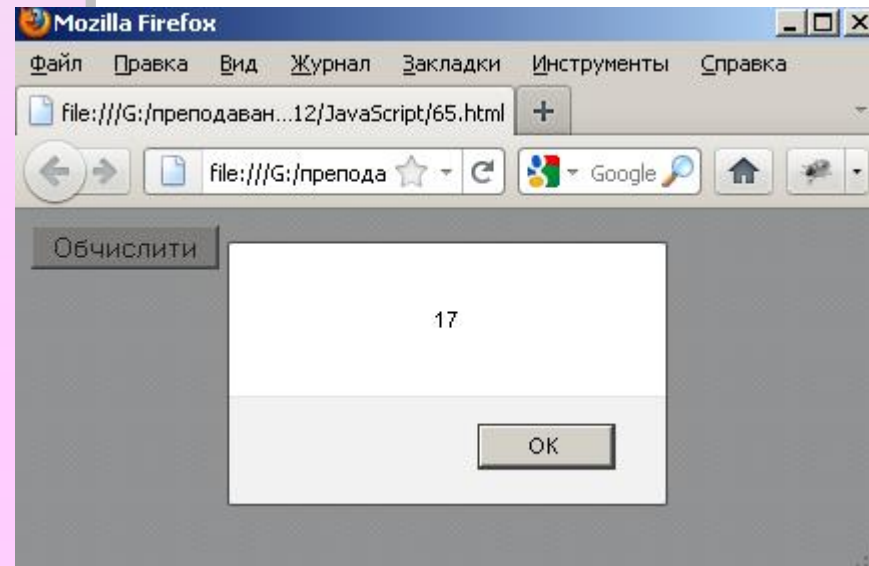 Mozilla Firefox
Файл Правка Вид Журнал Закладки Инструменты Справка
file:///G:/преподаван...12/JavaScript/65.html
file:///G:/препода Google
Обчислити
17
OK